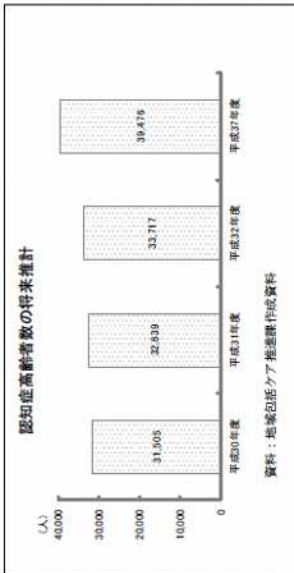 認知症高齢者数の将来推計
(人)
40,000
30,000
20,000
10,000
0
31,505
32,639
33,717
39,476
平成30年度
平成31年度
平成32年度
平成37年度
資料：地域包括ケア推進課作成資料